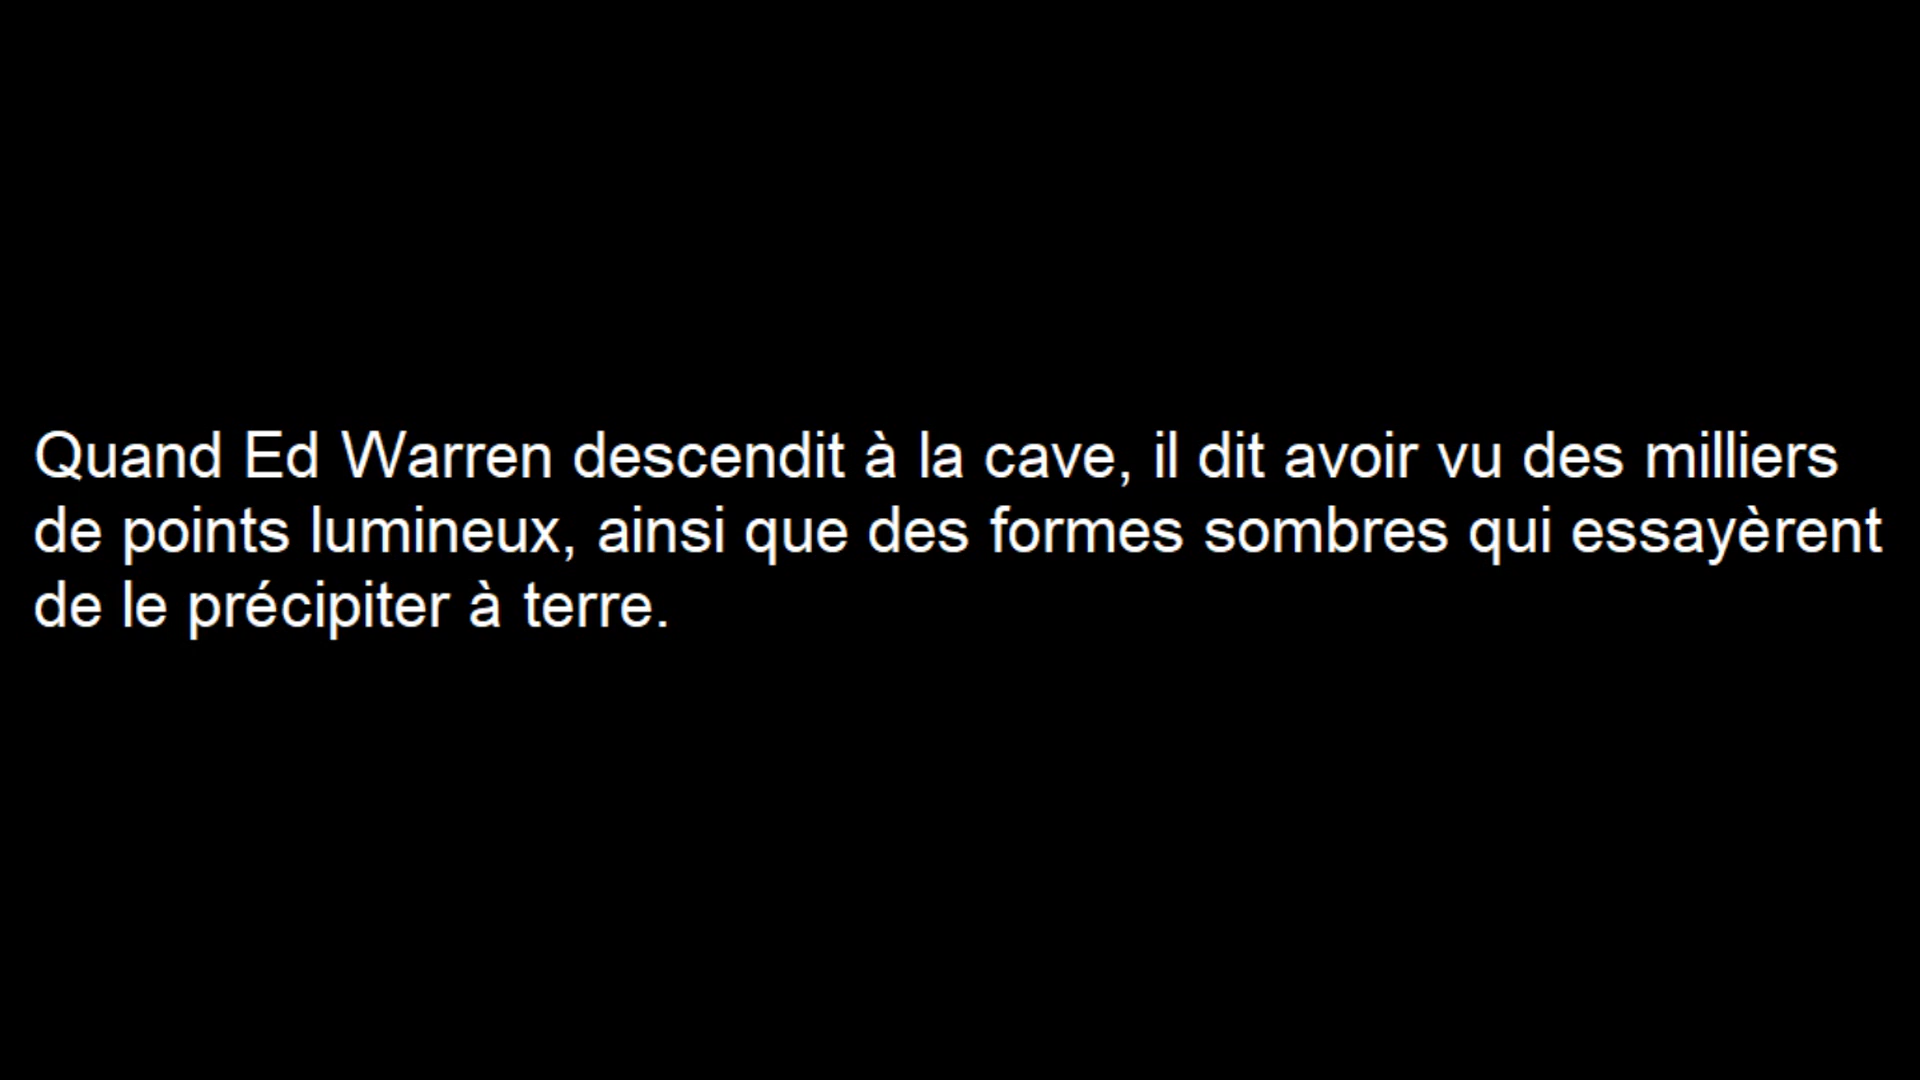 Quand Ed Warren descendit à la cave, il dit avoir vu des milliers
de points lumineux, ainsi que des formes sombres qui essayèrent
de le précipiter à terre.